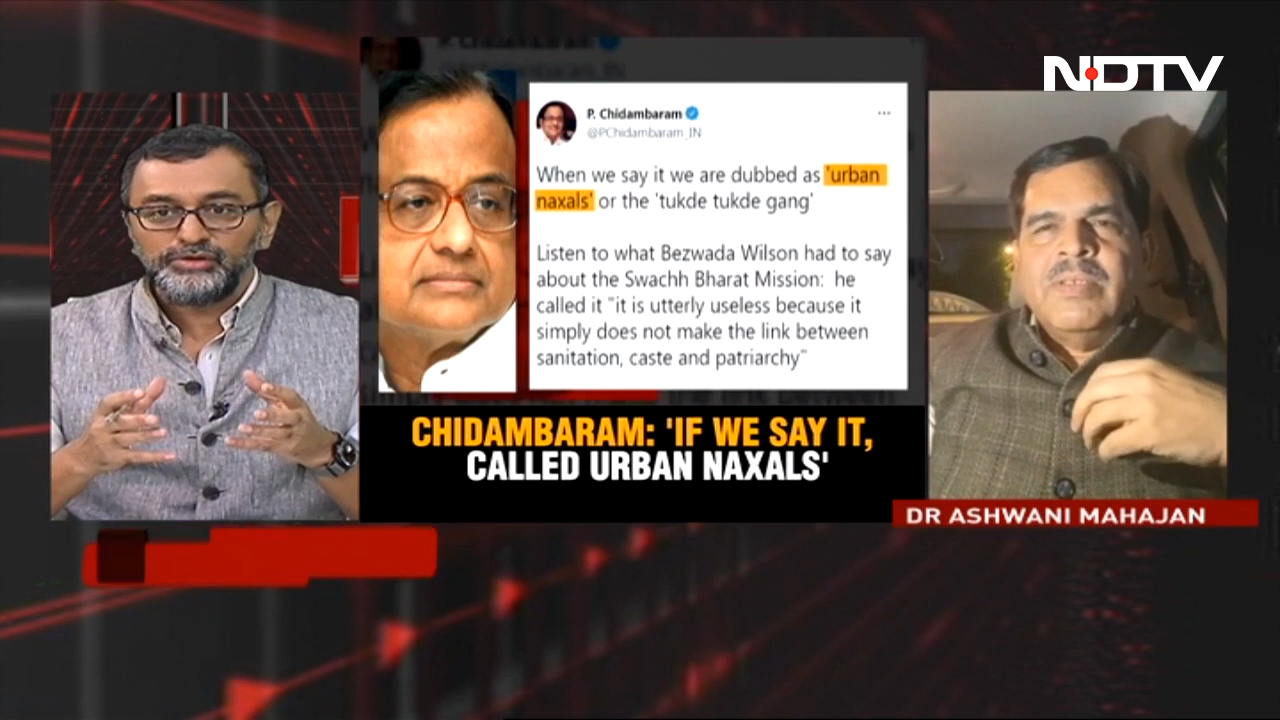 NDTV
P. Chidambaram
@PChidambaram_IN
When we say it we are dubbed as 'urban
naxals' or the 'tukde tukde gang'
Listen to what Bezwada Wilson had to say
about the Swachh Bharat Mission: he
called it "it is utterly useless because it
simply does not make the link between
sanitation, caste and patriarchy"
CHIDAMBARAM: 'IF WE SAY IT,
CALLED URBAN NAXALS'
DR ASHWANI MAHAJAN